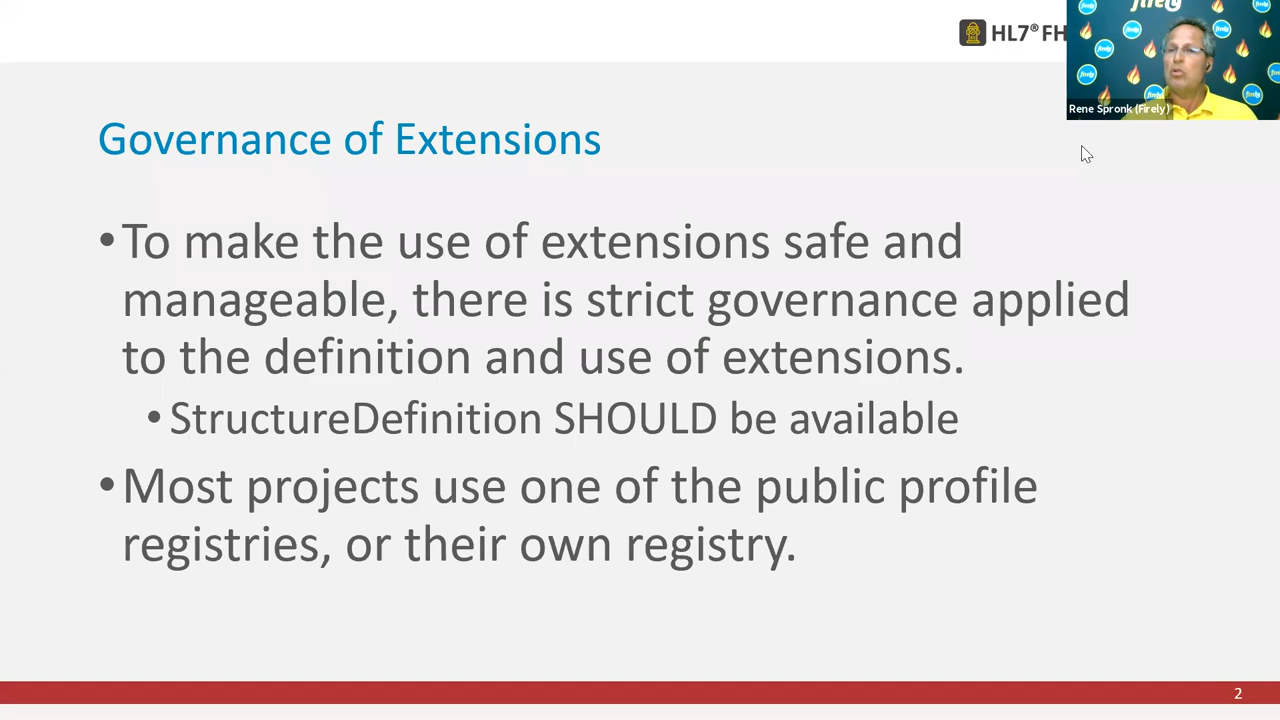 HL7® FH
firely
Rene Spronk (Firely)
Governance of Extensions
•To make the use of extensions safe and
manageable, there is strict governance applied
to the definition and use of extensions.
•StructureDefinition SHOULD be available
•Most projects use one of the public profile
registries, or their own registry.
2